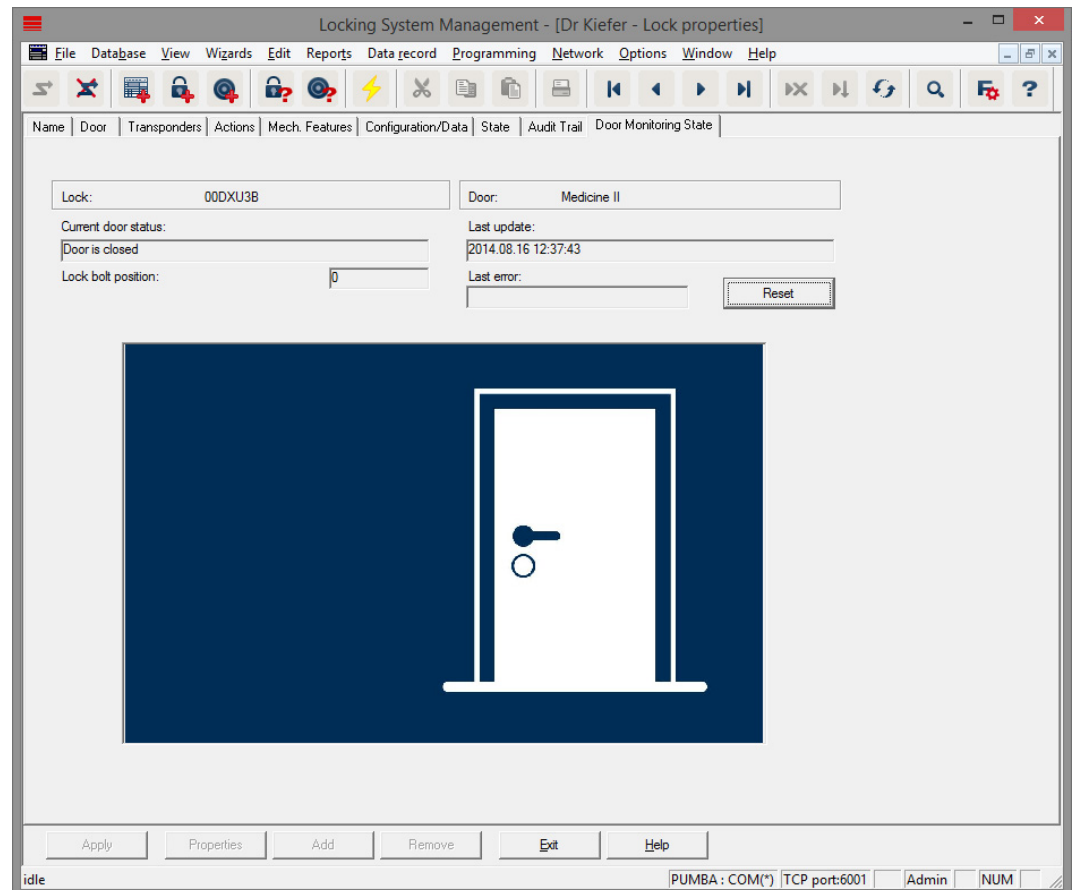 Locking System Management - [Dr Kiefer - Lock properties]
File Database View Wizards Edit Reports Data record Programming Network Options Window Help
Name Door Transponders Actions Mech. Features Configuration/Data State Audit Trail Door Monitoring State
Lock: 00DXU3B Door: Medicine II
Current door status: Last update:
Door is closed 2014.08.16 12:37:43
Lock bolt position: 0 Last error:
Reset
Apply Properties Add Remove Exit Help
idle PUMBA : COM(*) TCP port:6001 Admin NUM